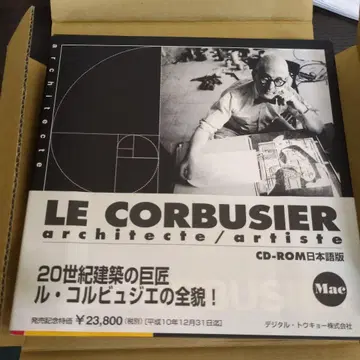 architecte
LE CORBUSIER
architecte/artiste
CD-ROM日本語版
20世紀建築の巨匠
ル・コルビュジエの全貌!
Mac
発売記念特価 ¥23,800(税別)[平成10年12月31日迄]
デジタル・トウキョー株式会社